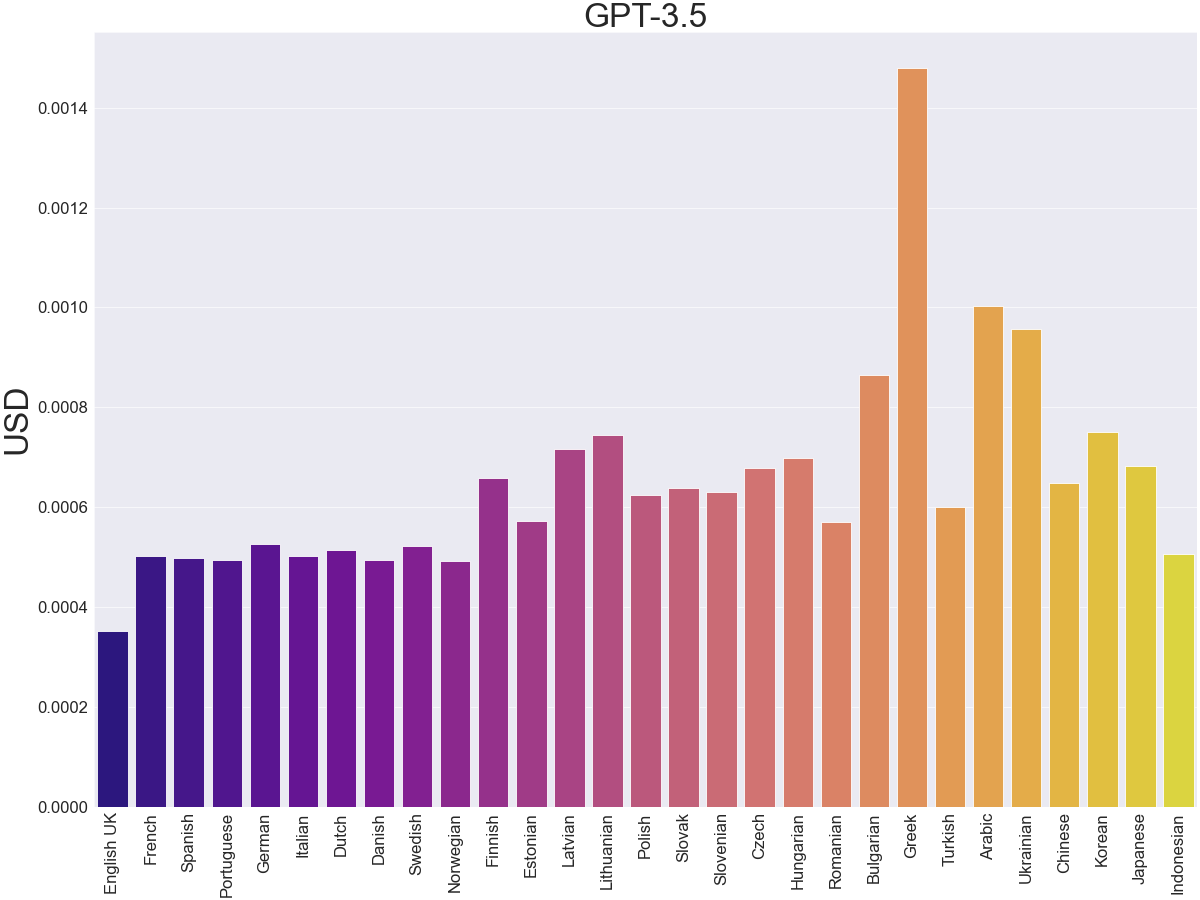 GPT-3.5
USD
0.0014
0.0012
0.0010
0.0008
0.0006
0.0004
0.0002
0.0000
English UK
French
Spanish
Portuguese
German
Italian
Dutch
Danish
Swedish
Norwegian
Finnish
Estonian
Latvian
Lithuanian
Polish
Slovak
Slovenian
Czech
Hungarian
Romanian
Bulgarian
Greek
Turkish
Arabic
Ukrainian
Chinese
Korean
Japanese
Indonesian